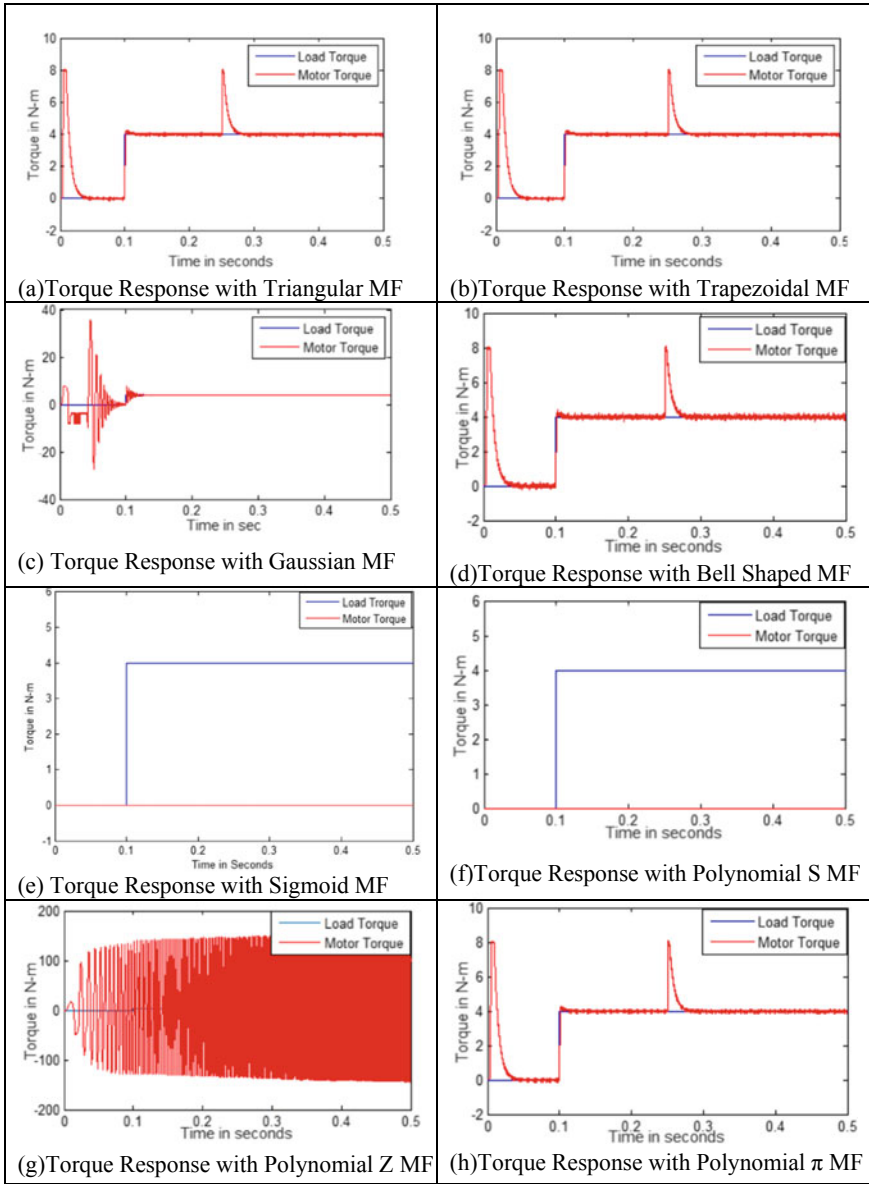 10
8
6
4
2
0
-2
Torque in N-m
Load Torque
Motor Torque
0
0.1
0.2
0.3
0.4
0.5
Time in seconds
(a)Torque Response with Triangular MF
10
8
6
4
2
0
-2
Torque in N-m
Load Torque
Motor Torque
0
0.1
0.2
0.3
0.4
0.5
Time in seconds
(b)Torque Response with Trapezoidal MF
40
20
0
-20
-40
Torque in N-m
Load Torque
Motor Torque
0
0.1
0.2
0.3
0.4
0.5
Time in sec
(c) Torque Response with Gaussian MF
10
8
6
4
2
0
-2
Torque in N-m
Load Torque
Motor Torque
0
0.1
0.2
0.3
0.4
0.5
Time in seconds
(d)Torque Response with Bell Shaped MF
6
5
4
3
2
1
0
-1
Torque in N-m
Load Trorque
Motor Torque
0
0.1
0.2
0.3
0.4
0.5
Time in Seconds
(e) Torque Response with Sigmoid MF
6
5
4
3
2
1
0
Torque in N-m
Load Torque
Motor Torque
0
0.1
0.2
0.3
0.4
0.5
Time in seconds
(f)Torque Response with Polynomial S MF
200
100
0
-100
-200
Torque in N-m
Load Torque
Motor Torque
0
0.1
0.2
0.3
0.4
0.5
Time in seconds
(g)Torque Response with Polynomial Z MF
10
8
6
4
2
0
-2
Torque in N-m
Load Torque
Motor Torque
0
0.1
0.2
0.3
0.4
0.5
Time in seconds
(h)Torque Response with Polynomial π MF